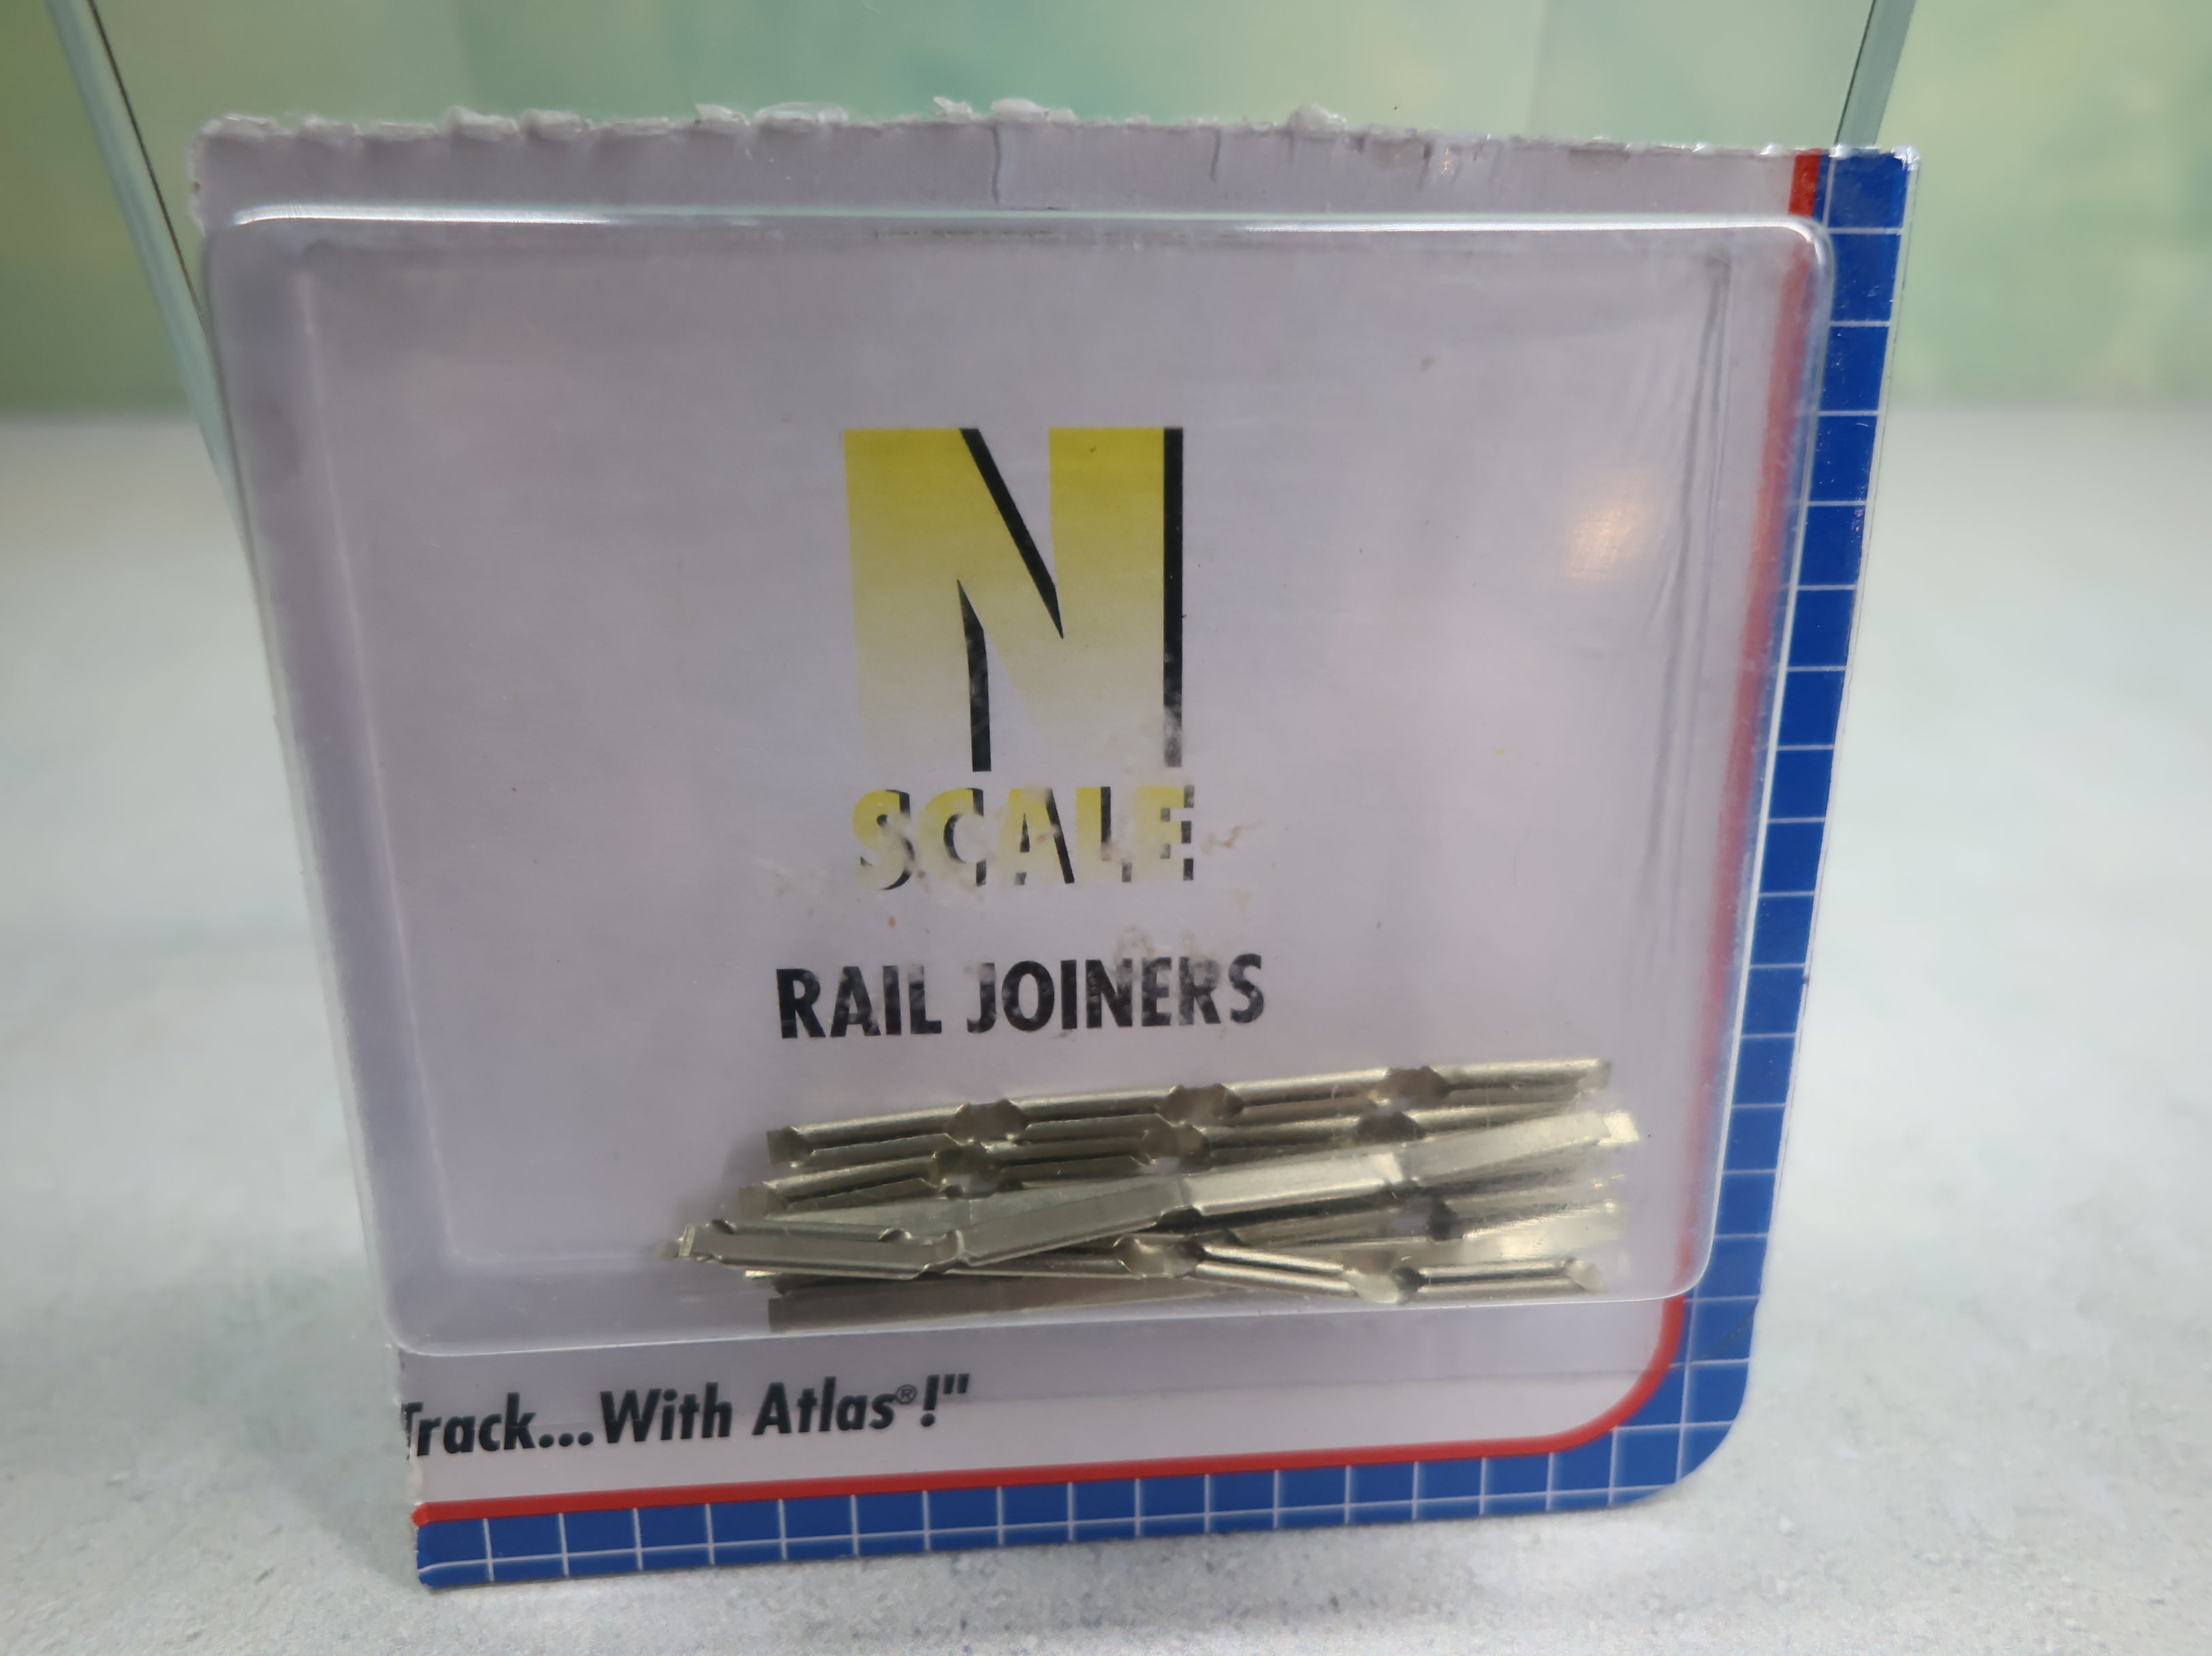 N
SCALE
RAIL JOINERS
Track...With Atlas®!"